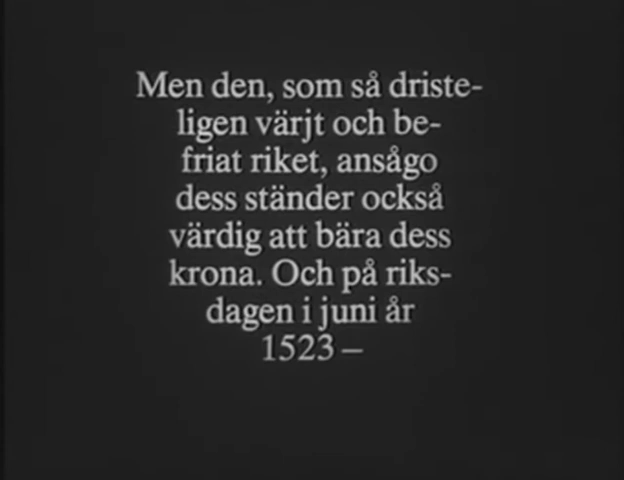 Men den, som så driste-
ligen värjt och be-
friat riket, ansågo
dess ständer också
värdig att bära dess
krona. Och på riks-
dagen i juni år
1523 –